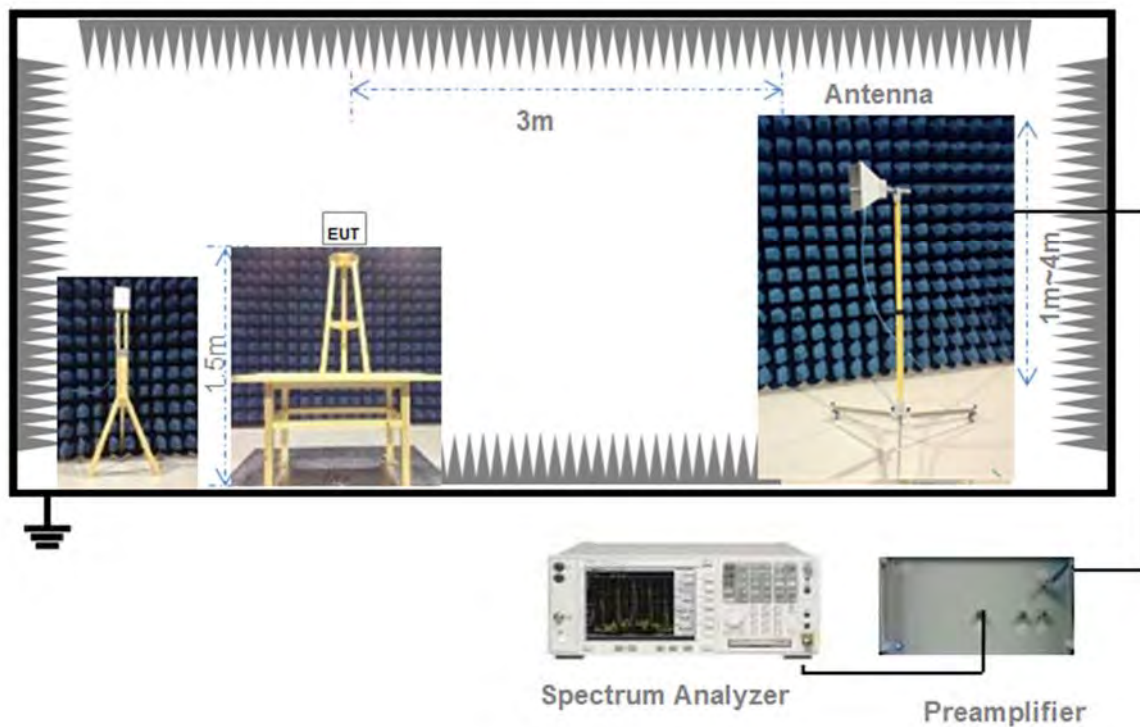 Antenna
3m
EUT
1.5m
1m~4m
Spectrum Analyzer
Preamplifier